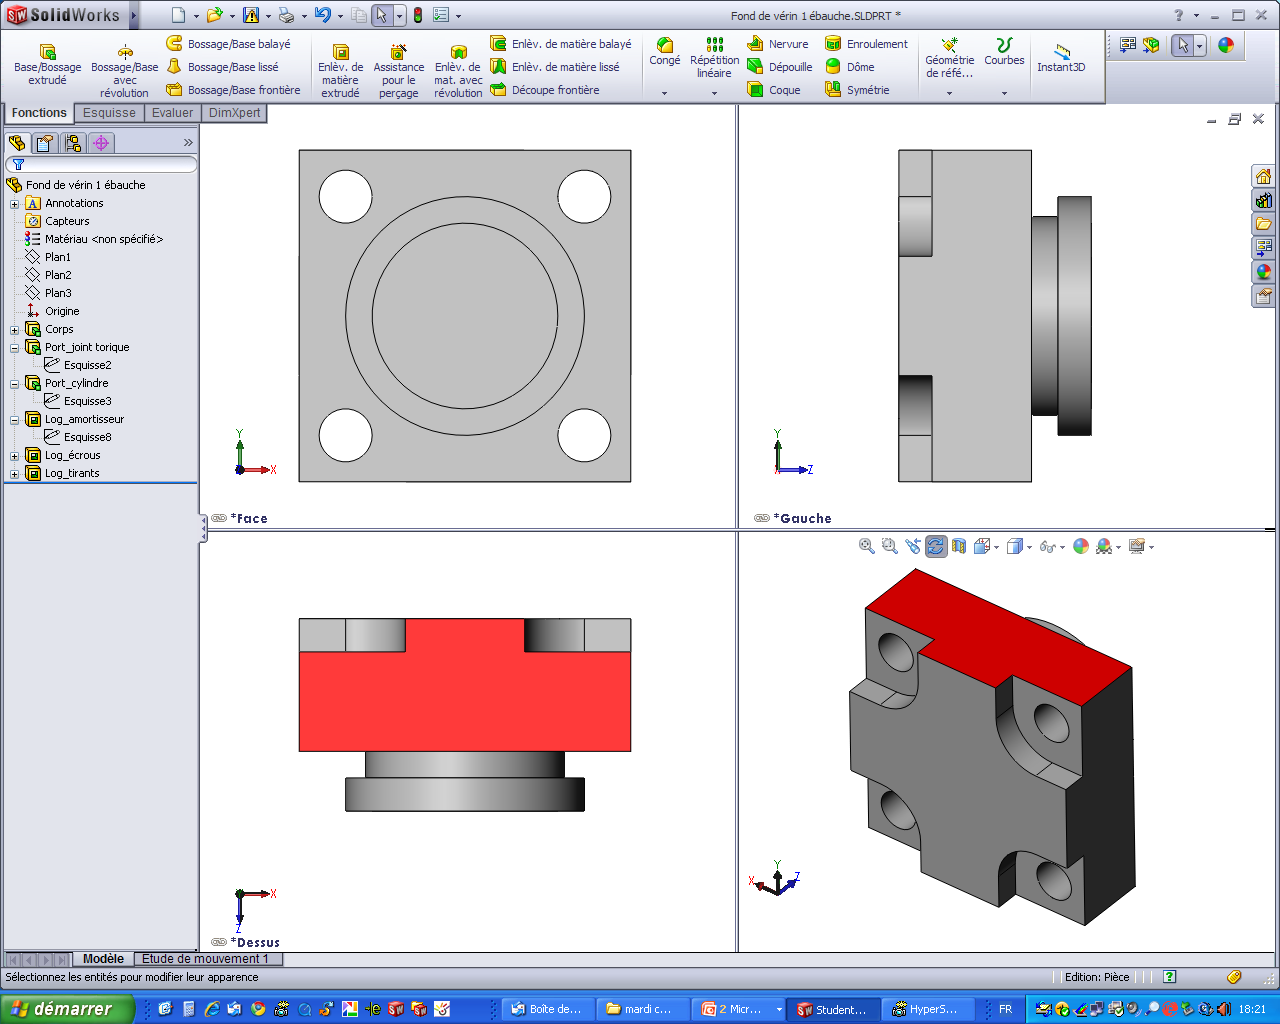 SolidWorks
Fond de vérin 1 ébauche.SLDPRT *
Base/Bossage extrudé
Bossage/Base avec révolution
Bossage/Base balayé
Bossage/Base lissé
Bossage/Base frontière
Enlèv. de matière extrudé
Assistance pour le perçage
Enlèv. de mat. avec révolution
Enlèv. de matière balayé
Enlèv. de matière lissé
Découpe frontière
Congé
Répétition linéaire
Nervure
Dépouille
Coque
Enroulement
Dôme
Symétrie
Géométrie de réfé...
Courbes
Instant3D
Fonctions
Esquisse
Evaluer
DimXpert
Fond de vérin 1 ébauche
Annotations
Capteurs
Matériau <non spécifié>
Plan1
Plan2
Plan3
Origine
Corps
Port_joint torique
Esquisse2
Port_cylindre
Esquisse3
Log_amortisseur
Esquisse8
Log_écrous
Log_tirants
Y
X
*Face
Y
X
Z
*Gauche
X
Z
*Dessus
Y
X
Z
Modèle
Etude de mouvement 1
Sélectionnez les entités pour modifier leur apparence
Edition: Pièce
démarrer
Boîte de...
mardi c...
2 Micr...
Student...
HyperS...
FR
18:21